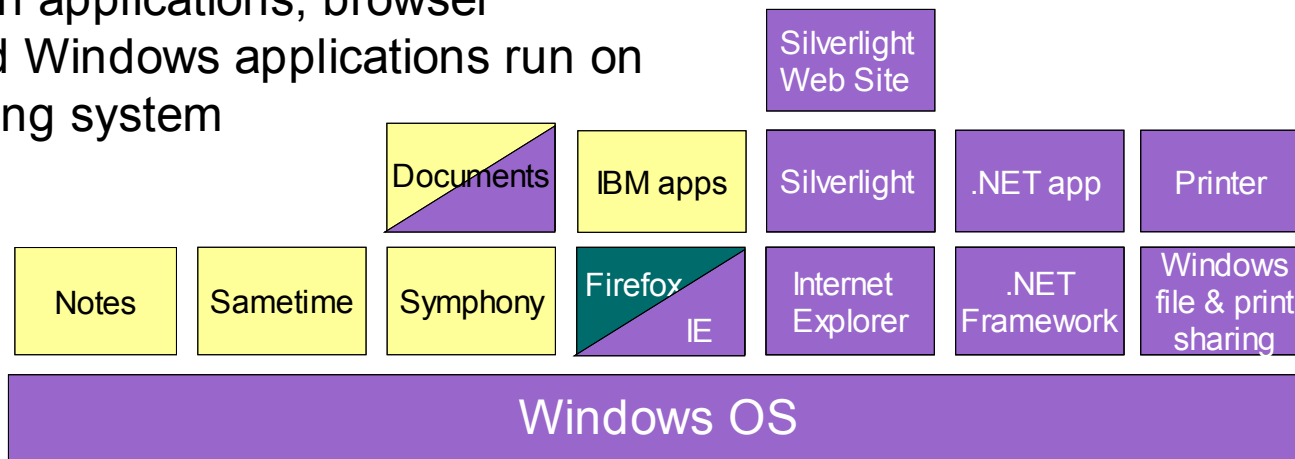 applications, browser
Windows applications run on
system
Silverlight
Web Site
Documents
IBM apps
Silverlight
.NET app
Printer
Notes
Sametime
Symphony
Firefox
IE
Internet
Explorer
.NET
Framework
Windows
file & print
sharing
Windows OS